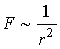 F ~ 1/r²